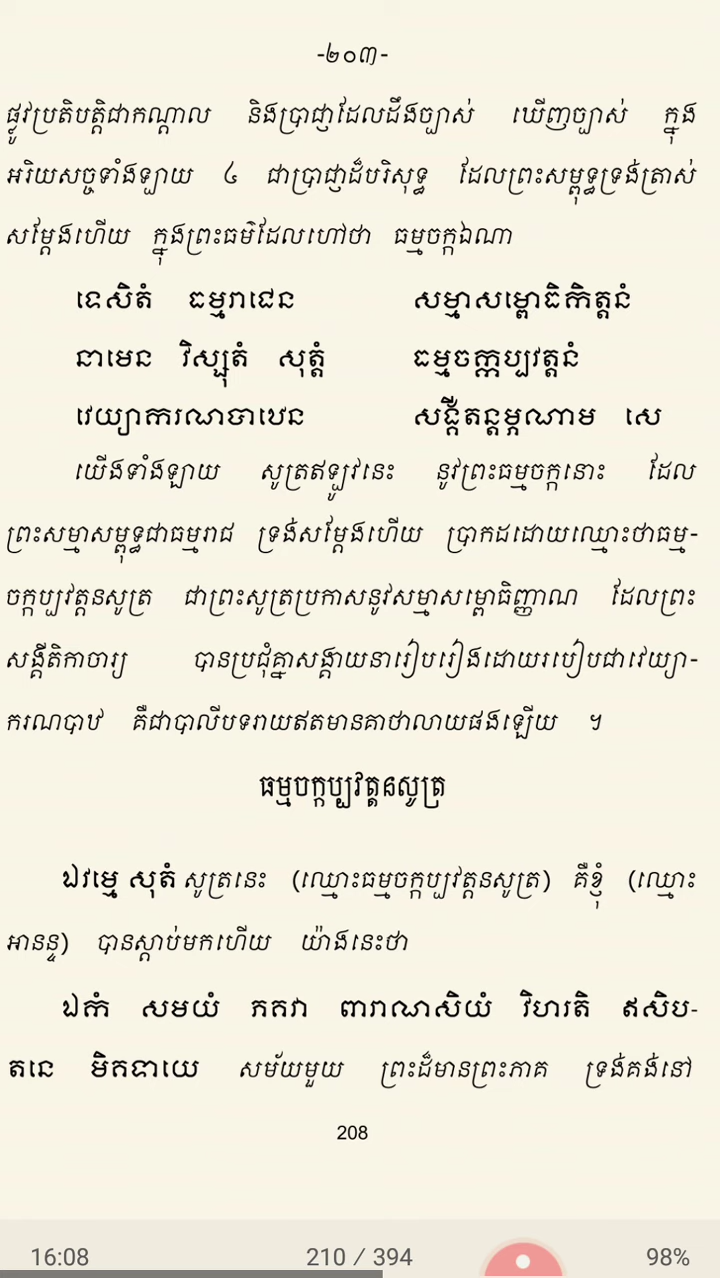 -២០៣-
ផ្លូវប្រតិបត្តិជាកណ្តាល និងប្រាជ្ញាដែលដឹងច្បាស់ ឃើញច្បាស់ ក្នុង
អរិយសច្ចទាំងឡាយ ៤ ជាប្រាជ្ញាដ៏បរិសុទ្ធ ដែលព្រះសម្ពុទ្ធទ្រង់ត្រាស់
សម្តែងហើយ ក្នុងព្រះធម៌ដែលហៅថា ធម្មចក្កឯណា
ទេសិតំ ធម្មរាជេន សម្មាសម្ពោធិកិត្តនំ
នាមេន វិស្សុតំ សុត្តំ ធម្មចក្កប្បវត្តនំ
វេយ្យាករណបាឋេន សង្គីតន្តម្ភណាម សេ
យើងទាំងឡាយ សូត្រឥឡូវនេះ នូវព្រះធម្មចក្កនោះ ដែល
ព្រះសម្មាសម្ពុទ្ធជាធម្មរាជ ទ្រង់សម្តែងហើយ ប្រាកដដោយឈ្មោះថាធម្ម-
ចក្កប្បវត្តនសូត្រ ជាព្រះសូត្រប្រកាសនូវសម្មាសម្ពោធិញ្ញាណ ដែលព្រះ
សង្គីតិកាចារ្យ បានប្រជុំគ្នាសង្គាយនារៀបរៀងដោយរបៀបជាវេយ្យា-
ករណបាឋ គឺជាបាលីបទរាយឥតមានគាថាលាយផងឡើយ ។
ធម្មចក្កប្បវត្តនសូត្រ
ឯវម្មេ សុតំ សូត្រនេះ (ឈ្មោះធម្មចក្កប្បវត្តនសូត្រ) គឺខ្ញុំ (ឈ្មោះ
អានន្ទ) បានស្តាប់មកហើយ យ៉ាងនេះថា
ឯកំ សមយំ ភគវា ពារាណសិយំ វិហរតិ ឥសិប-
តនេ មិគទាយេ សម័យមួយ ព្រះដ៏មានព្រះភាគ ទ្រង់គង់នៅ
208
16:08 210 / 394 98%